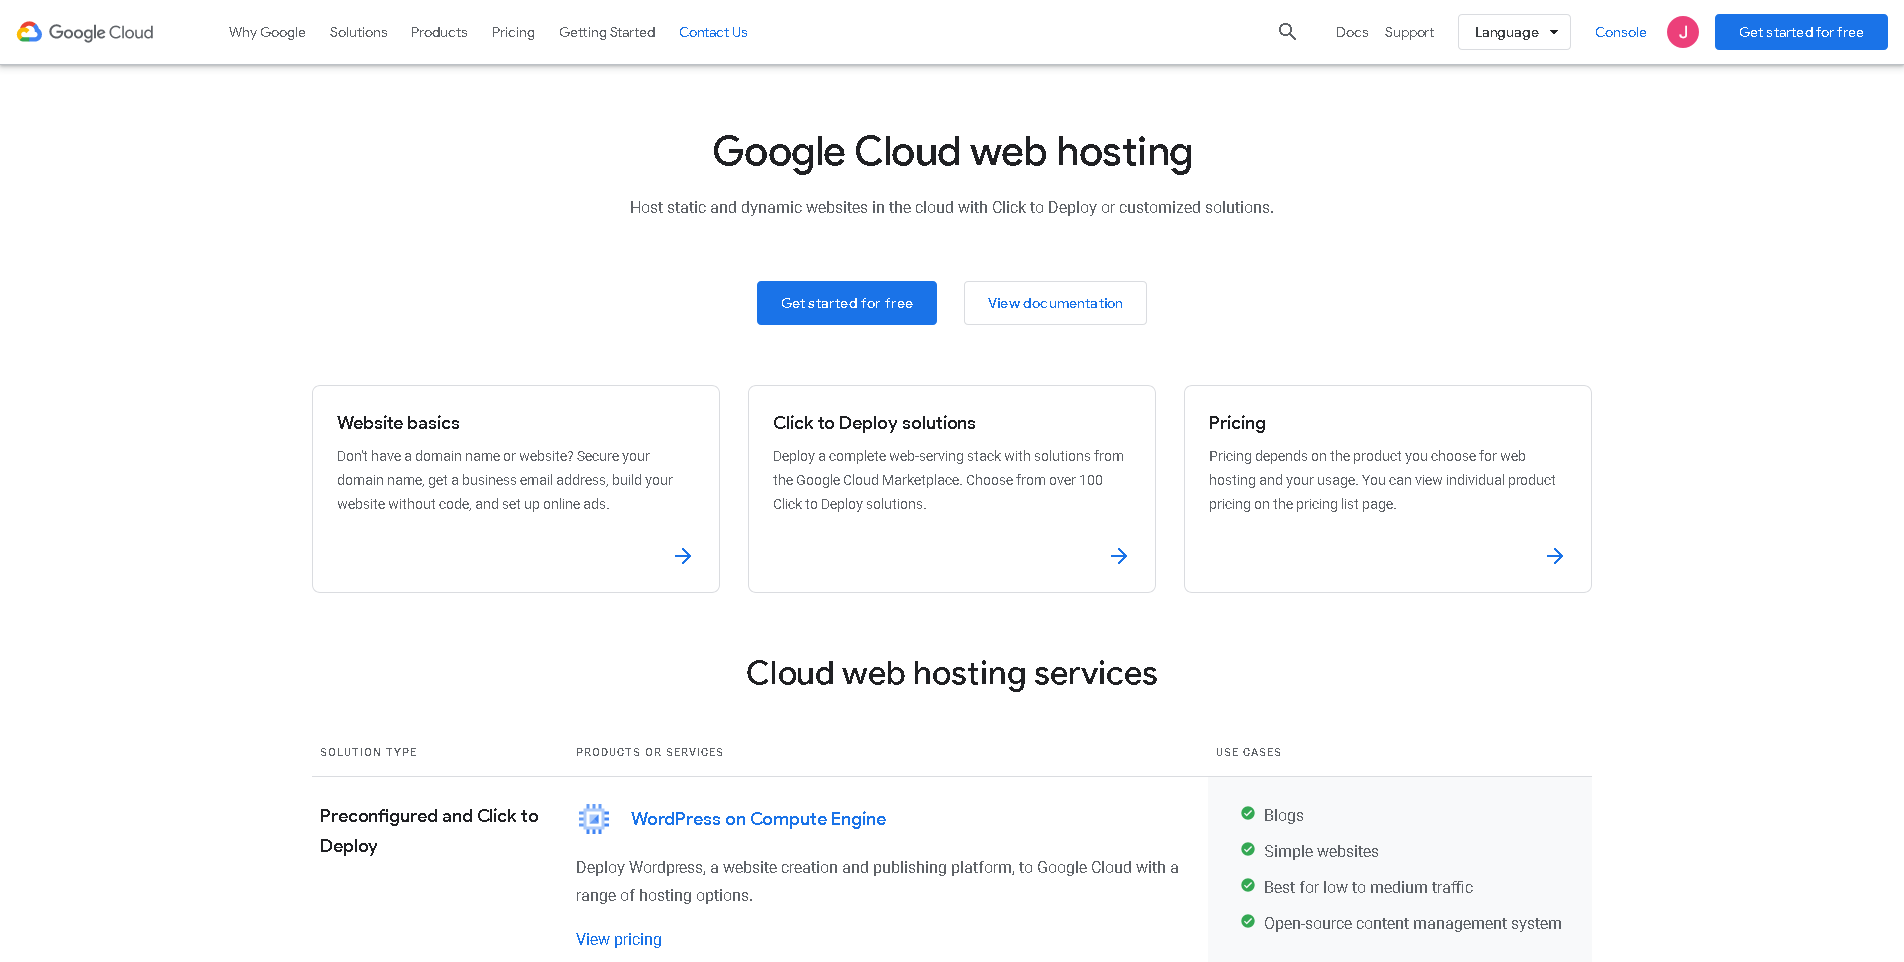 Google Cloud
Why Google Solutions Products Pricing Getting Started Contact Us
Docs Support Language Console J Get started for free
Google Cloud web hosting
Host static and dynamic websites in the cloud with Click to Deploy or customized solutions.
Get started for free
View documentation
Website basics
Don't have a domain name or website? Secure your
domain name, get a business email address, build your
website without code, and set up online ads.
Click to Deploy solutions
Deploy a complete web-serving stack with solutions from
the Google Cloud Marketplace. Choose from over 100
Click to Deploy solutions.
Pricing
Pricing depends on the product you choose for web
hosting and your usage. You can view individual product
pricing on the pricing list page.
Cloud web hosting services
SOLUTION TYPE
PRODUCTS OR SERVICES
USE CASES
Preconfigured and Click to
Deploy
WordPress on Compute Engine
Deploy Wordpress, a website creation and publishing platform, to Google Cloud with a
range of hosting options.
View pricing
Blogs
Simple websites
Best for low to medium traffic
Open-source content management system